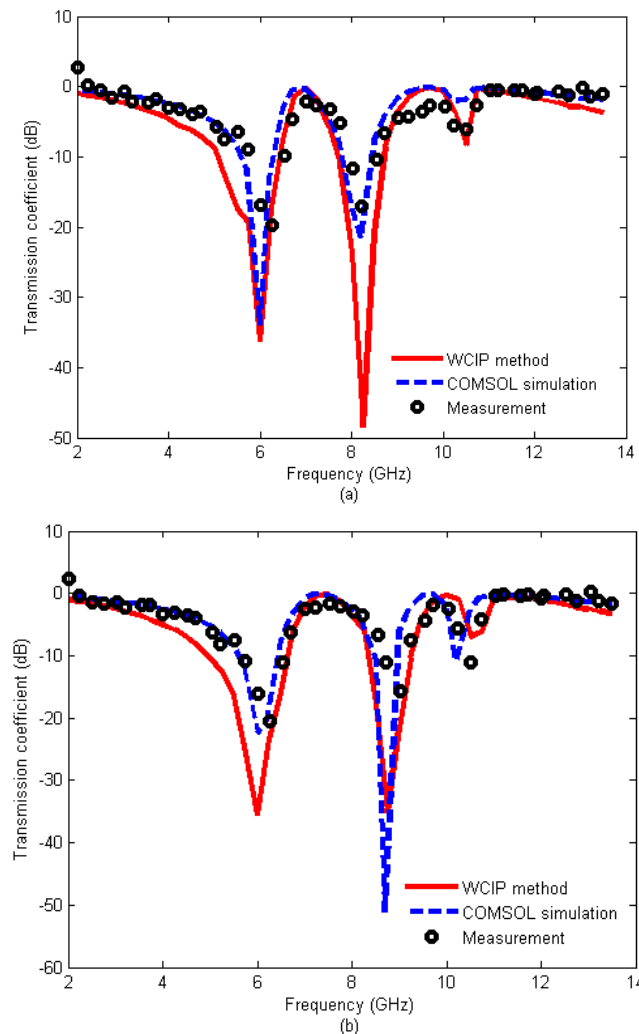 10
0
-10
-20
-30
-40
-50
Transmission coefficient (dB)
WCIP method
COMSOL simulation
Measurement
2 4 6 8 10 12 14
Frequency (GHz)
(a)
10
0
-10
-20
-30
-40
-50
-60
Transmission coefficient (dB)
WCIP method
COMSOL simulation
Measurement
2 4 6 8 10 12 14
Frequency (GHz)
(b)